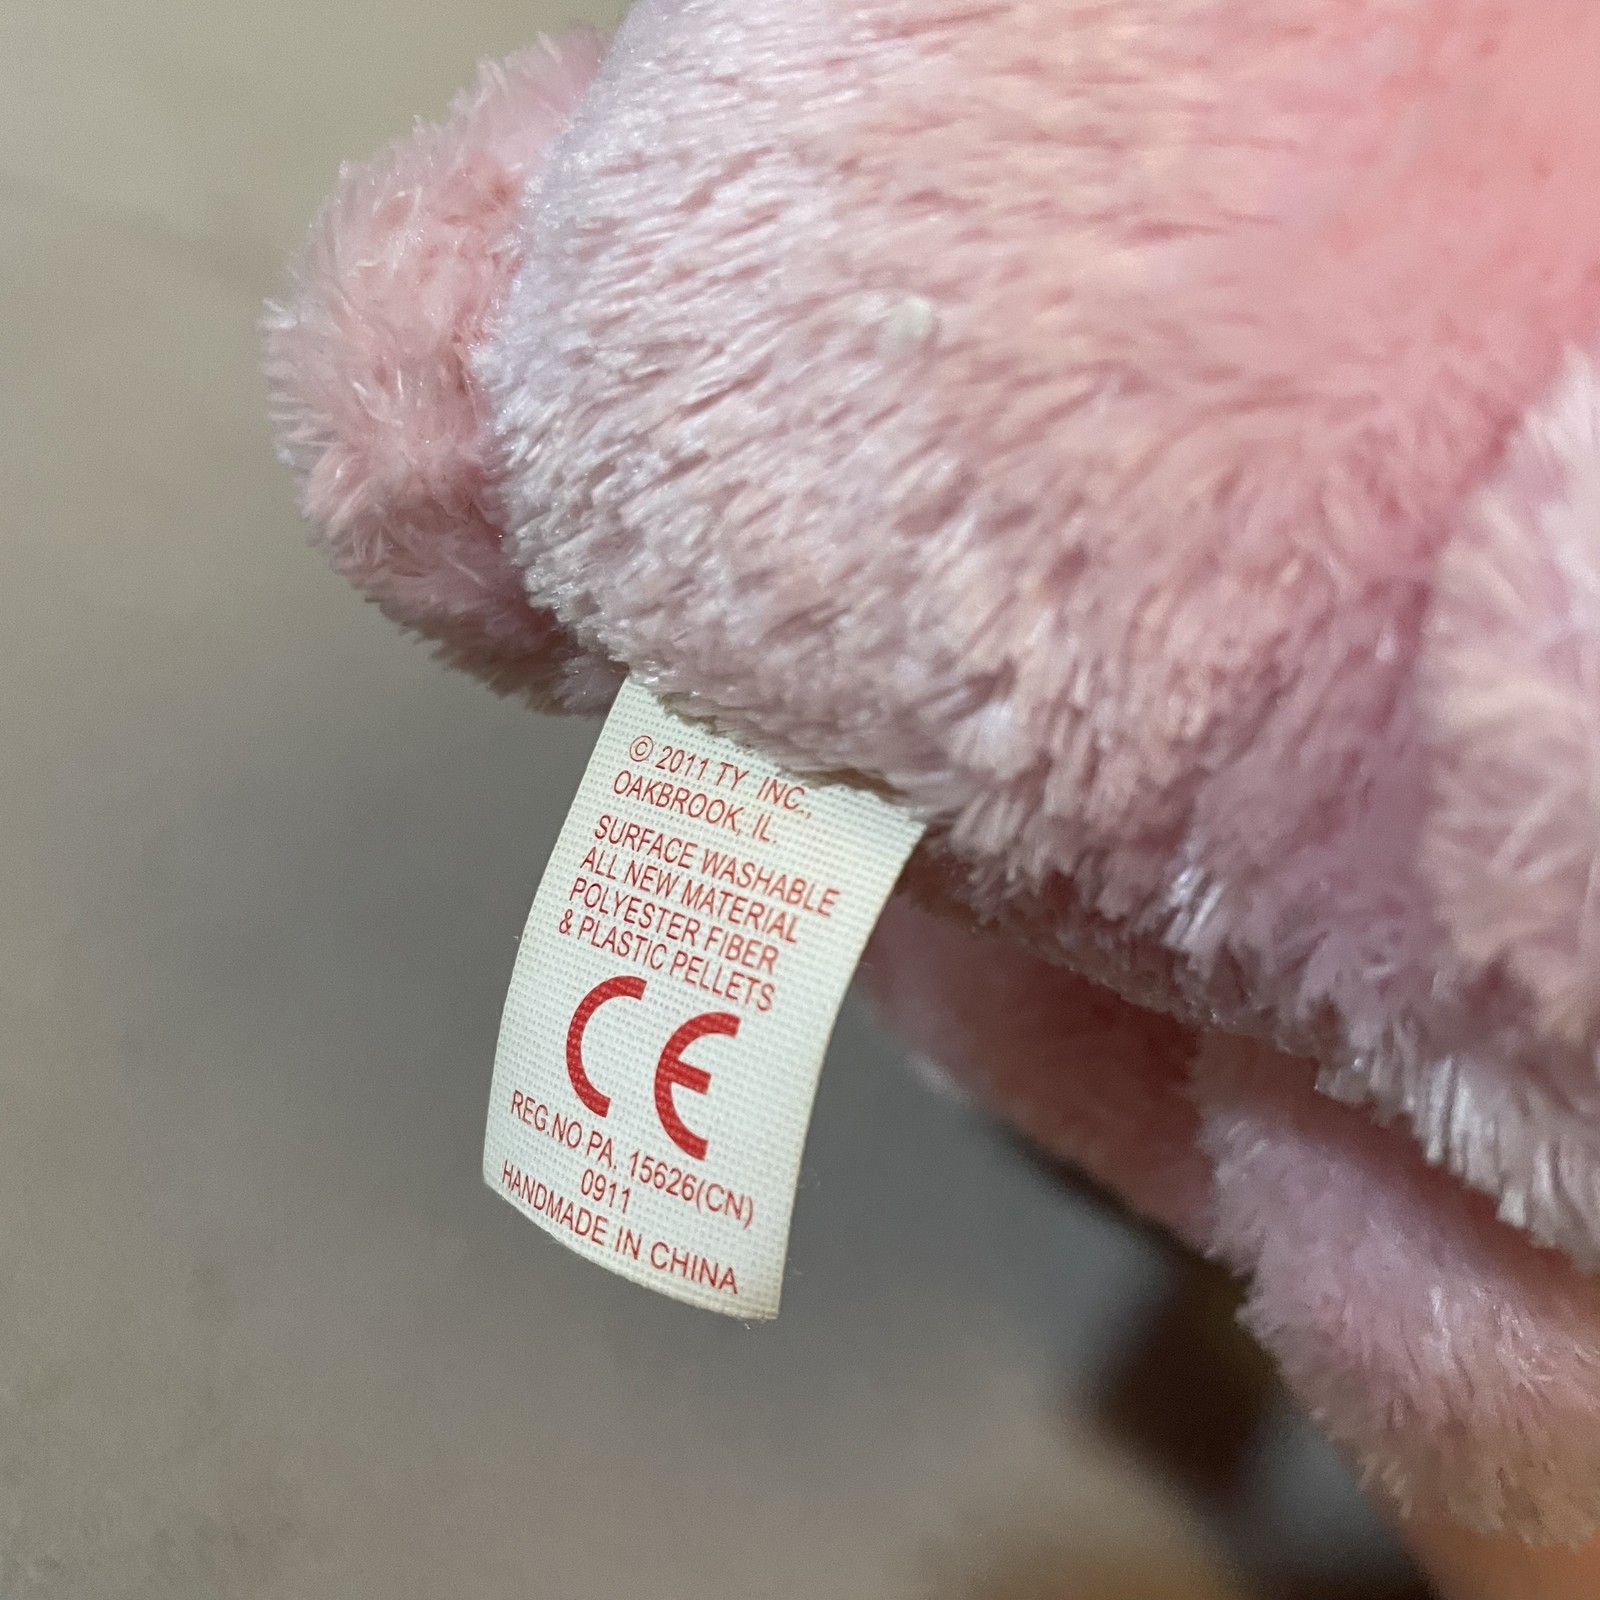 © 2011 TY INC.,
OAKBROOK, IL.
SURFACE WASHABLE
ALL NEW MATERIAL
POLYESTER FIBER
& PLASTIC PELLETS
CE
REG.NO PA. 15626(CN)
0911
HANDMADE IN CHINA